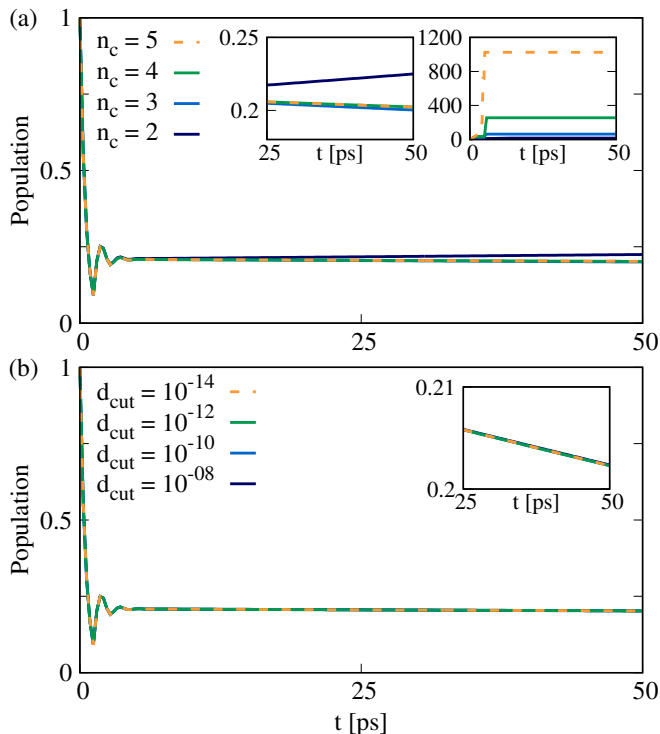 (a)
1
n_c = 5
n_c = 4
n_c = 3
n_c = 2
0.25
0.2
25
50
t [ps]
1200
800
400
0
0
50
t [ps]
Population
0.5
0
0
25
50
(b)
1
d_cut = 10^-14
d_cut = 10^-12
d_cut = 10^-10
d_cut = 10^-08
0.21
0.2
25
50
t [ps]
Population
0.5
0
0
25
50
t [ps]